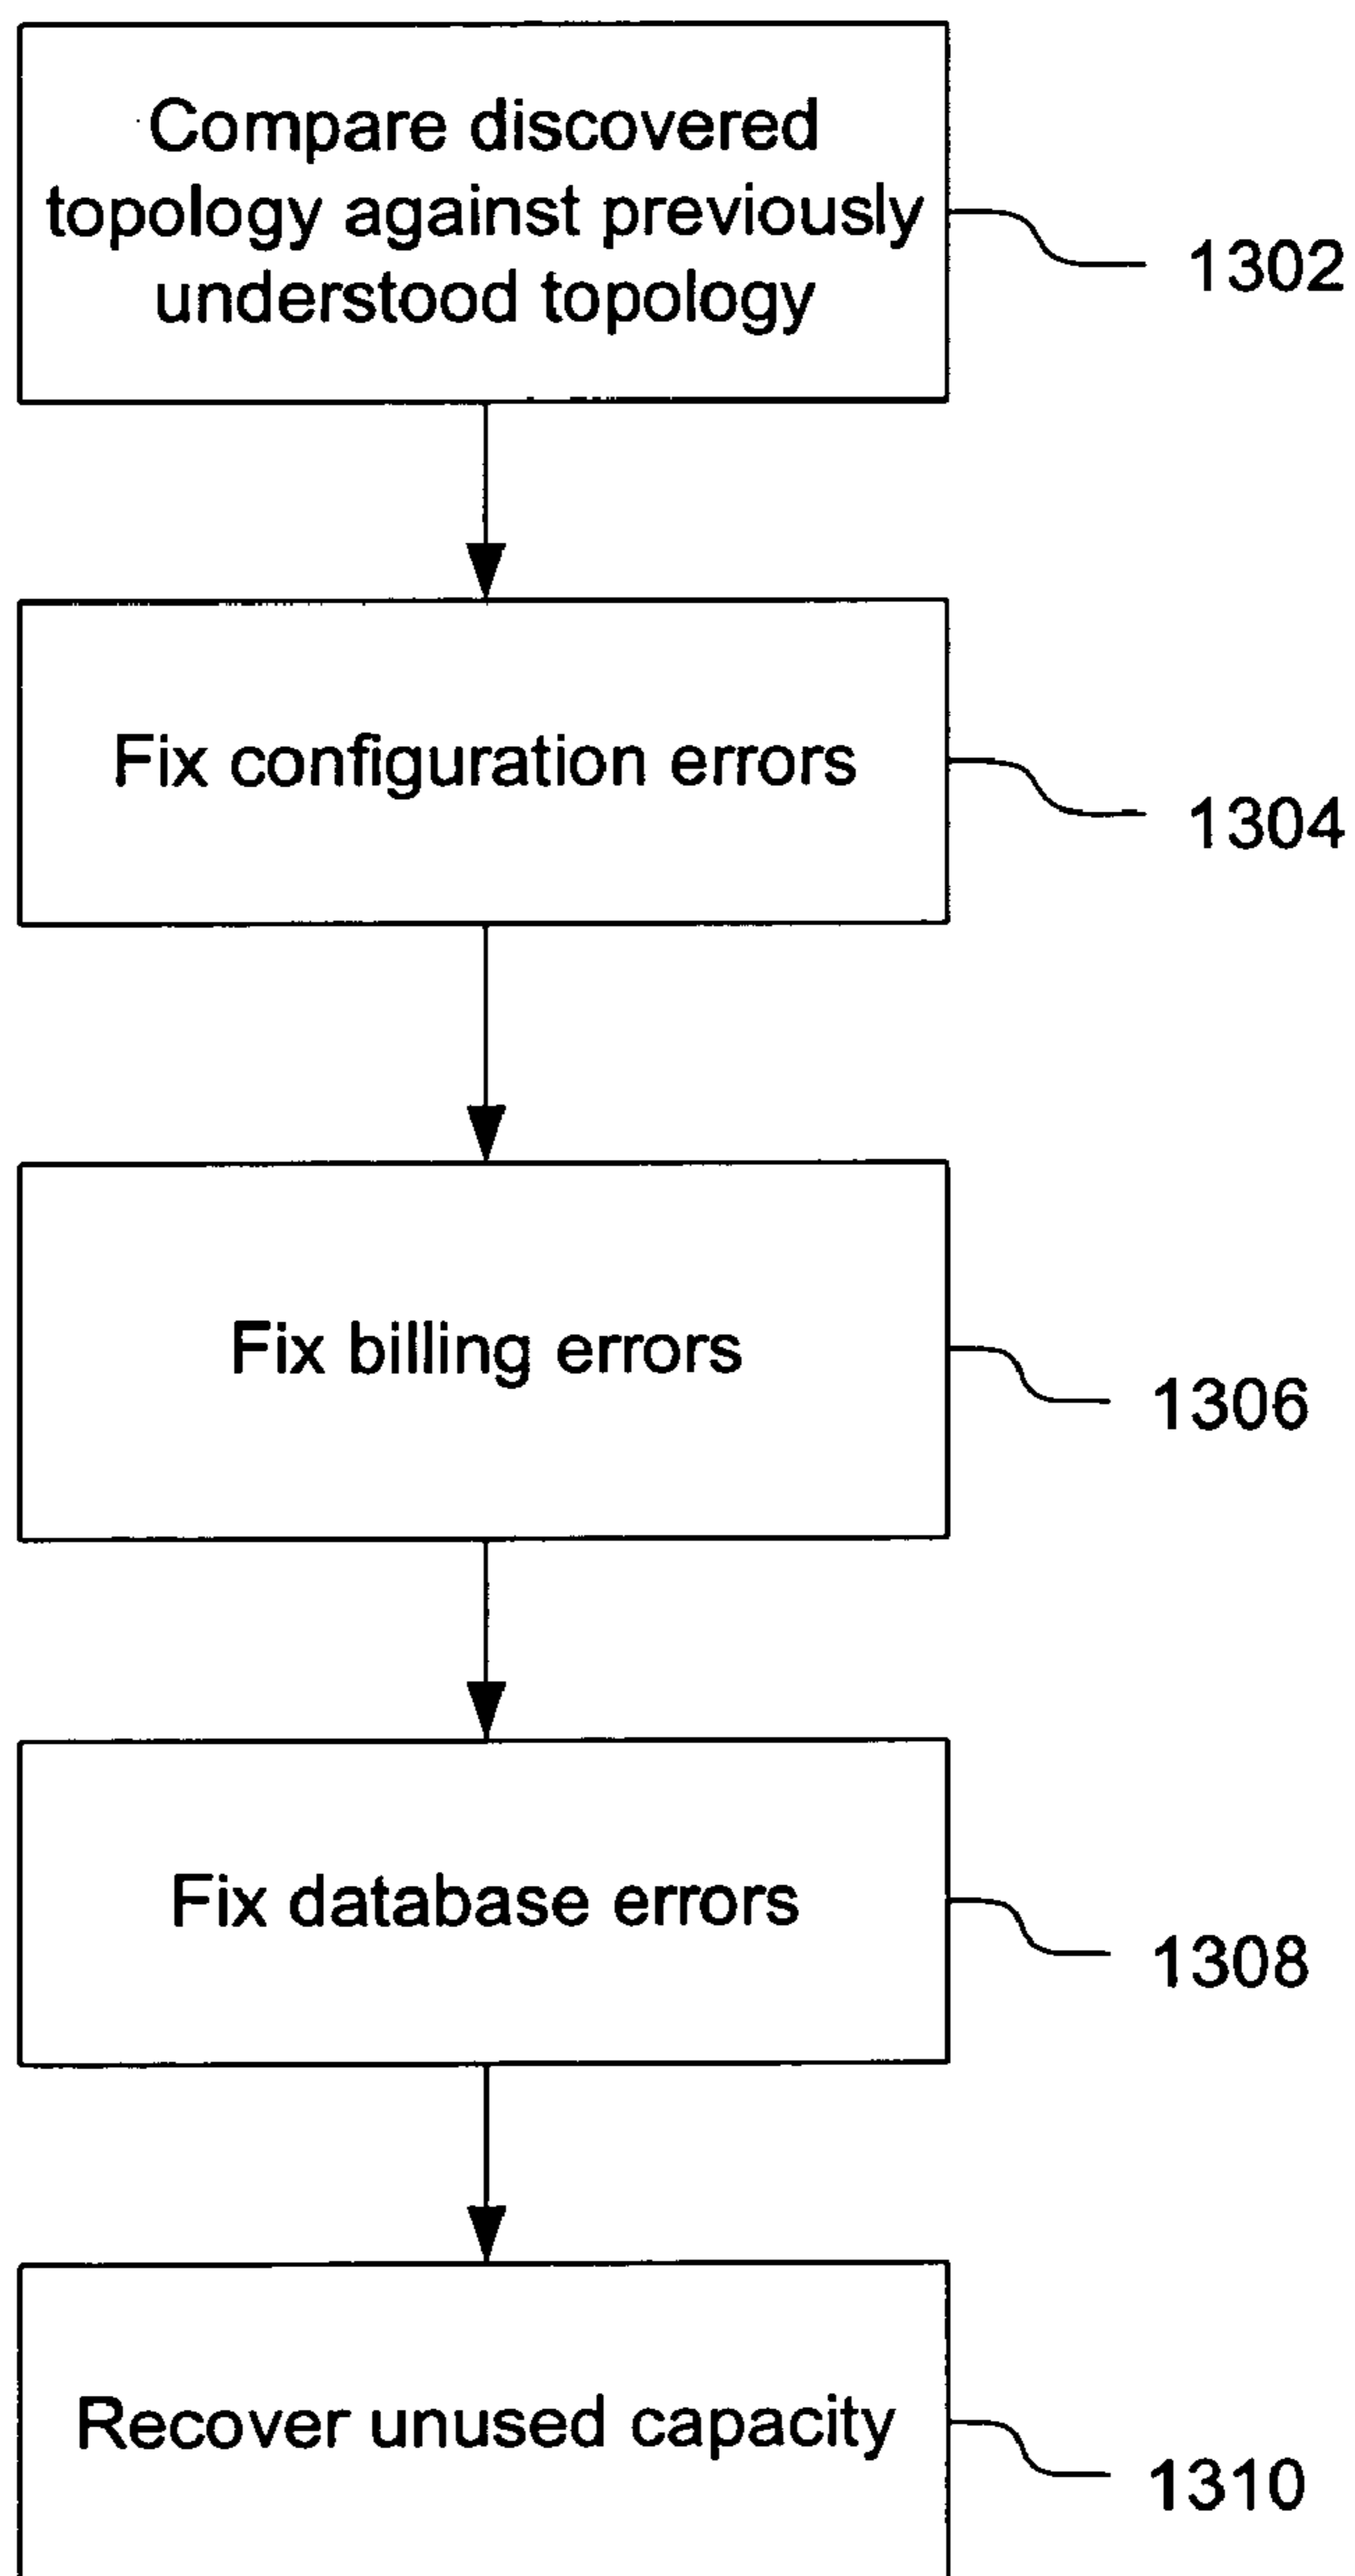 Compare discovered
topology against previously
understood topology
1302
Fix configuration errors
1304
Fix billing errors
1306
Fix database errors
1308
Recover unused capacity
1310